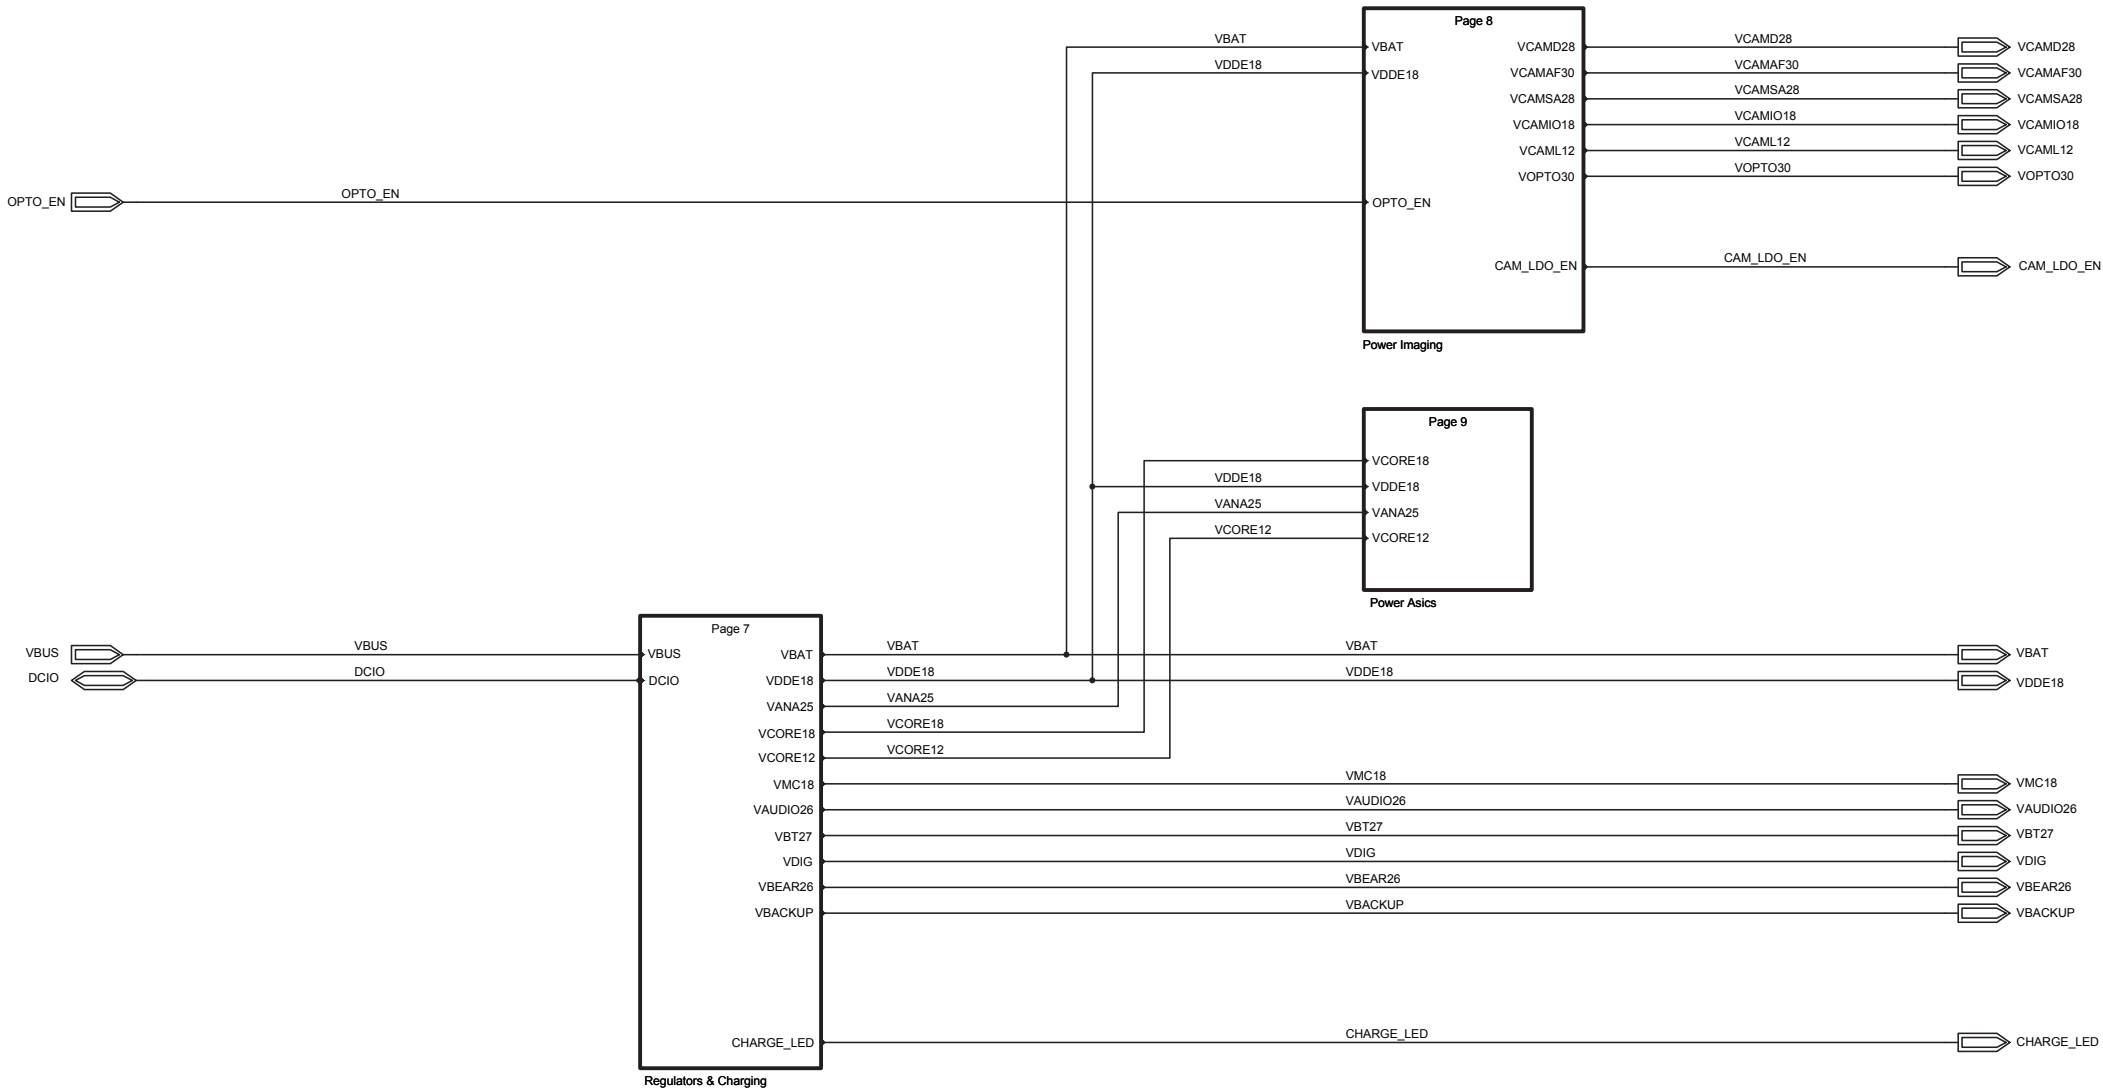 Page 8
VBAT
VBAT
VCAMD28
VCAMD28
VCAMD28
VDDE18
VDDE18
VCAMAF30
VCAMAF30
VCAMAF30
VCAMSA28
VCAMSA28
VCAMSA28
VCAMIO18
VCAMIO18
VCAMIO18
VCAML12
VCAML12
VCAML12
VOPTO30
VOPTO30
VOPTO30
OPTO_EN
OPTO_EN
OPTO_EN
CAM_LDO_EN
CAM_LDO_EN
CAM_LDO_EN
Power Imaging
Page 9
VCORE18
VDDE18
VDDE18
VANA25
VANA25
VCORE12
VCORE12
Power Asics
Page 7
VBUS
VBUS
VBUS
VBAT
VBAT
VBAT
VBAT
DCIO
DCIO
DCIO
VDDE18
VDDE18
VDDE18
VDDE18
VANA25
VANA25
VCORE18
VCORE18
VCORE12
VCORE12
VMC18
VMC18
VMC18
VAUDIO26
VAUDIO26
VAUDIO26
VBT27
VBT27
VBT27
VDIG
VDIG
VDIG
VBEAR26
VBEAR26
VBEAR26
VBACKUP
VBACKUP
VBACKUP
CHARGE_LED
CHARGE_LED
CHARGE_LED
Regulators & Charging